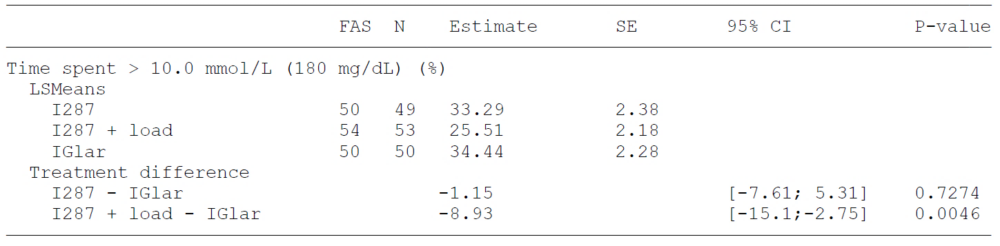 FAS N Estimate SE 95% CI P-value
Time spent > 10.0 mmol/L (180 mg/dL) (%)
LSMeans
I287 50 49 33.29 2.38
I287 + load 54 53 25.51 2.18
IGlar 50 50 34.44 2.28
Treatment difference
I287 - IGlar -1.15 [-7.61; 5.31] 0.7274
I287 + load - IGlar -8.93 [-15.1;-2.75] 0.0046